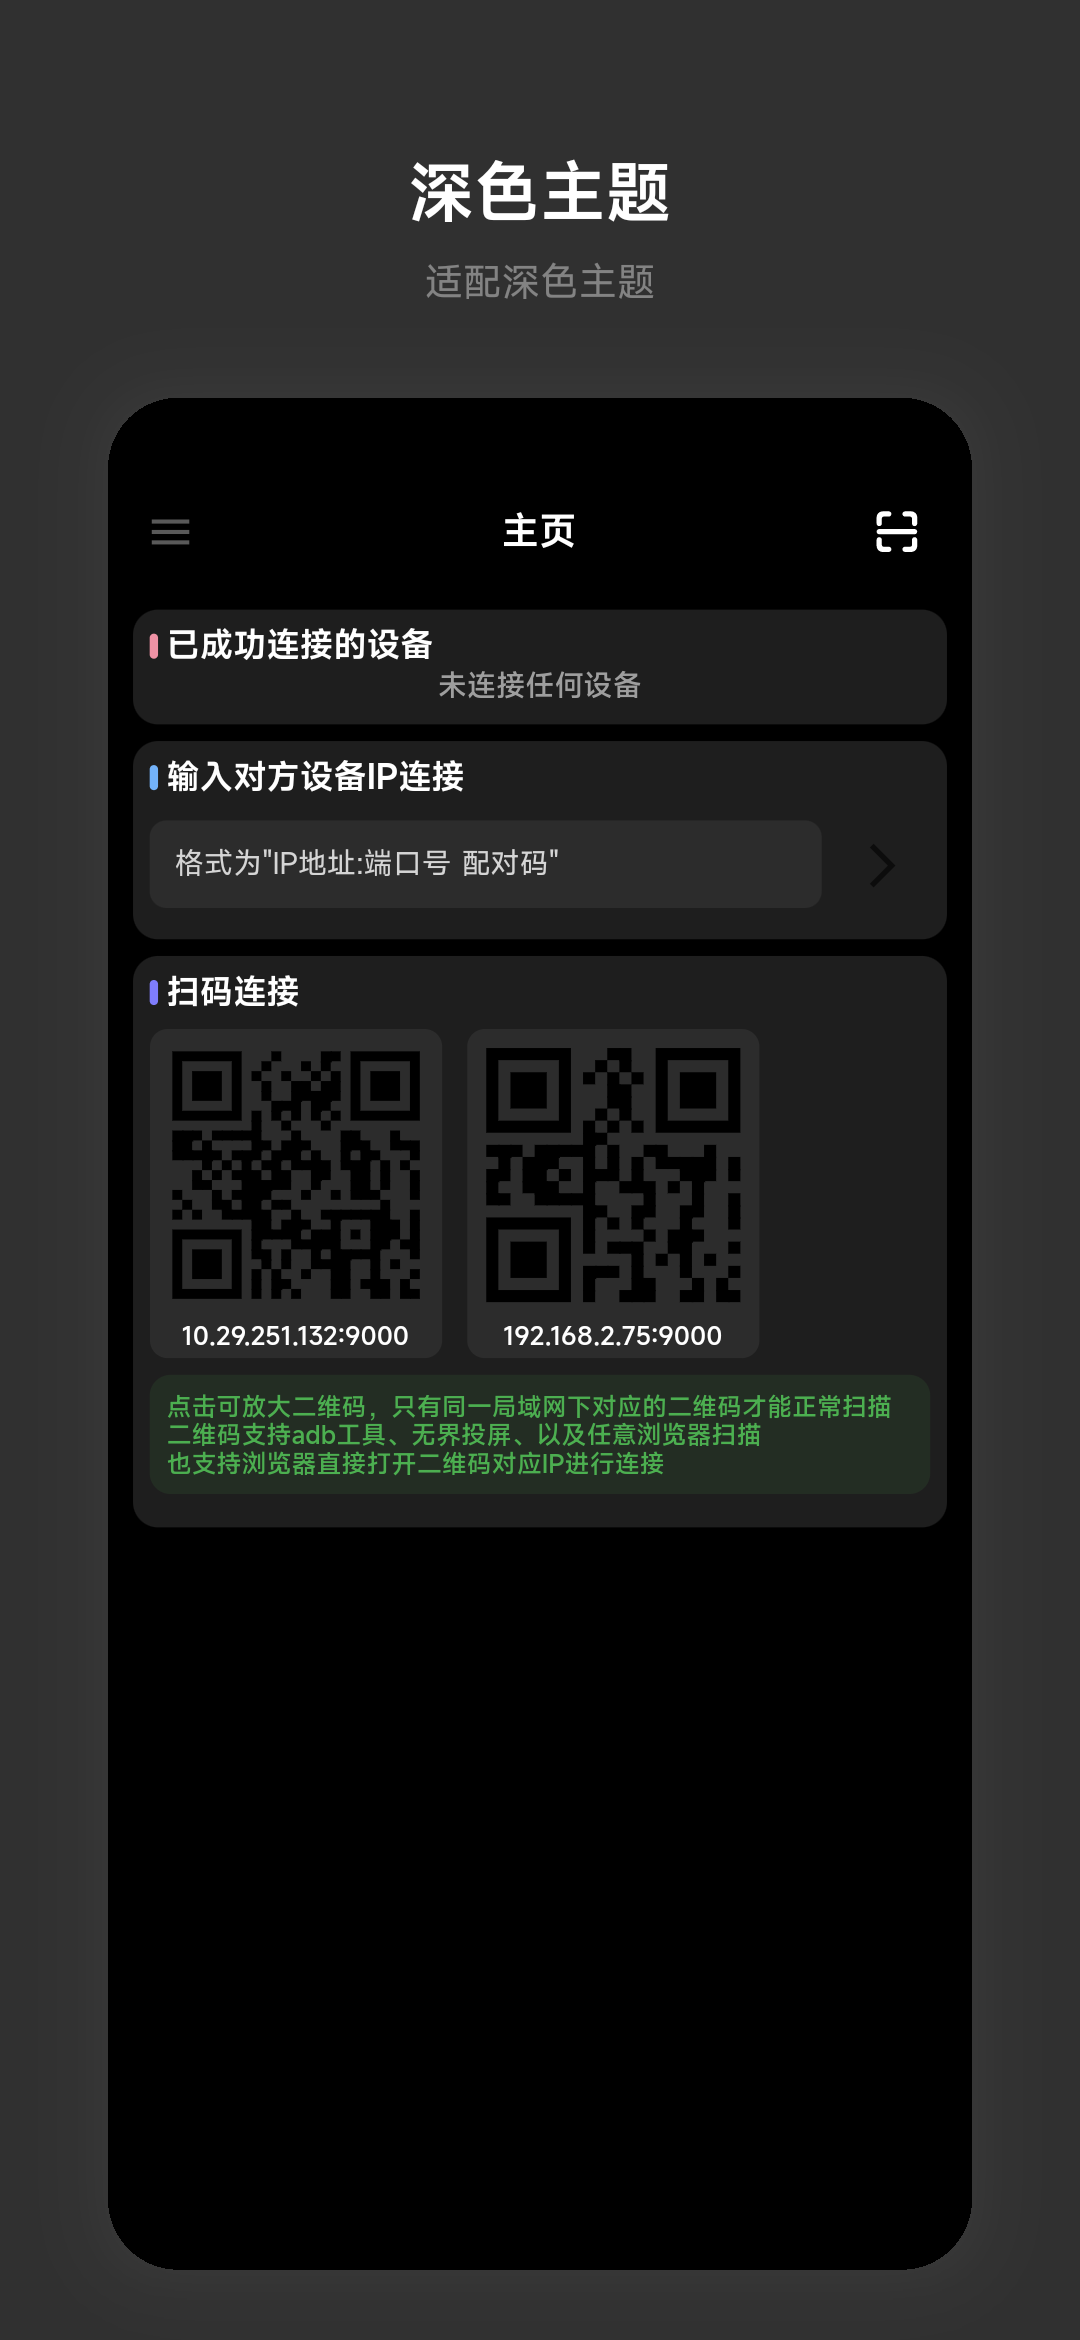 深色主题
适配深色主题
主页
已成功连接的设备
未连接任何设备
输入对方设备IP连接
格式为"IP地址:端口号 配对码"
扫码连接
10.29.251.132:9000
192.168.2.75:9000
点击可放大二维码，只有同一局域网下对应的二维码才能正常扫描
二维码支持adb工具、无界投屏、以及任意浏览器扫描
也支持浏览器直接打开二维码对应IP进行连接